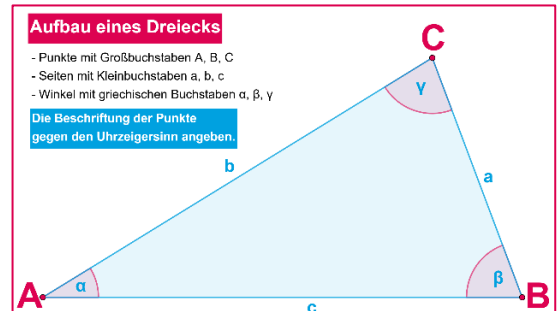 Aufbau eines Dreiecks
- Punkte mit Großbuchstaben A, B, C
- Seiten mit Kleinbuchstaben a, b, c
- Winkel mit griechischen Buchstaben α, β, γ
Die Beschriftung der Punkte
gegen den Uhrzeigersinn angeben.
C
γ
b
a
A
α
β
B
c